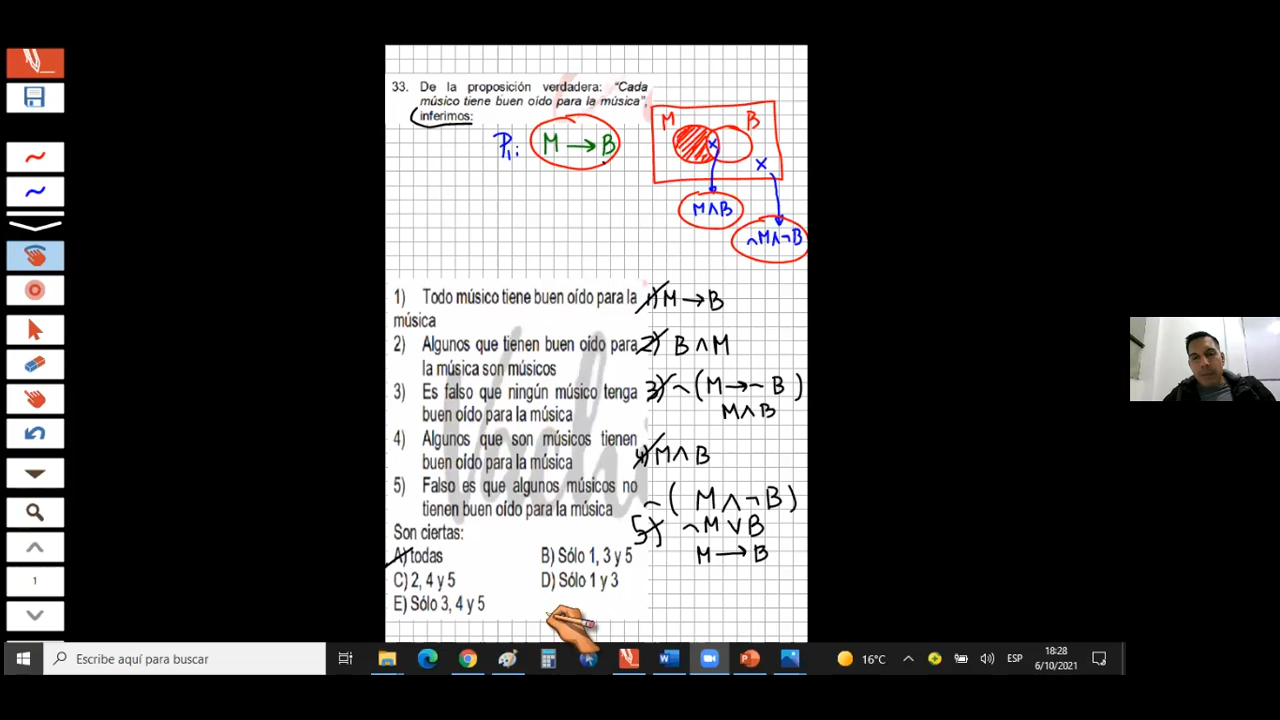 33. De la proposición verdadera: "Cada
músico tiene buen oído para la música",
inferimos:
P₁: M → B
M B
M∧B
¬M∧¬B
1) Todo músico tiene buen oído para la
música
2) Algunos que tienen buen oído para
la música son músicos
3) Es falso que ningún músico tenga
buen oído para la música
4) Algunos que son músicos tienen
buen oído para la música
5) Falso es que algunos músicos no
tienen buen oído para la música
Son ciertas:
A) todas B) Sólo 1, 3 y 5
C) 2, 4 y 5 D) Sólo 1 y 3
E) Sólo 3, 4 y 5
1) M → B
2) B ∧ M
3) ¬(M → ¬B)
M∧B
4) M∧B
¬(M∧¬B)
5) ¬M∨B
M → B
1
Escribe aquí para buscar
16°C
ESP
18:28
6/10/2021